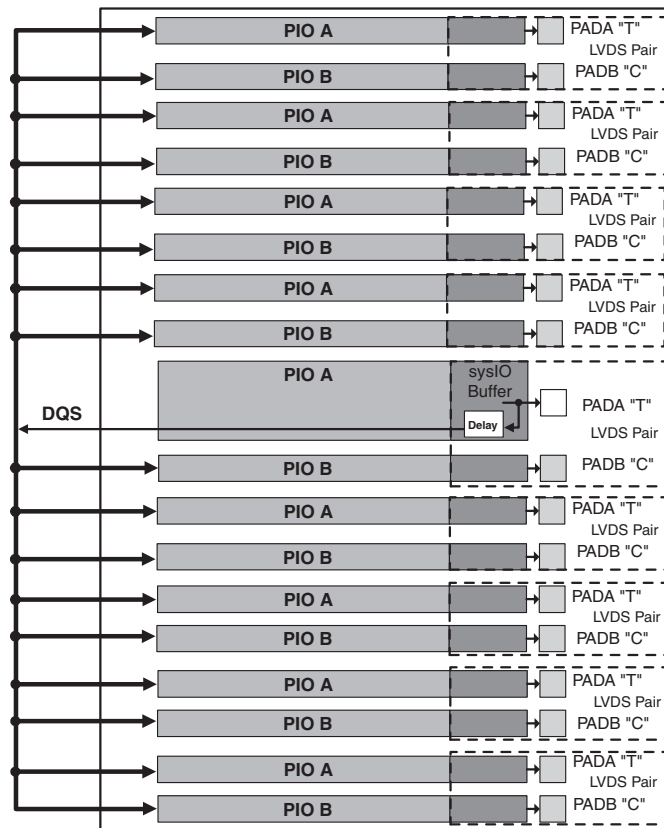 PIO A
PADA "T"
LVDS Pair
PIO B
PADB "C"
PIO A
PADA "T"
LVDS Pair
PIO B
PADB "C"
PIO A
PADA "T"
LVDS Pair
PIO B
PADB "C"
PIO A
PADA "T"
LVDS Pair
PIO B
PADB "C"
PIO A
sysIO
Buffer
PADA "T"
DQS
Delay
LVDS Pair
PIO B
PADB "C"
PIO A
PADA "T"
LVDS Pair
PIO B
PADB "C"
PIO A
PADA "T"
LVDS Pair
PIO B
PADB "C"
PIO A
PADA "T"
LVDS Pair
PIO B
PADB "C"
PIO A
PADA "T"
LVDS Pair
PIO B
PADB "C"